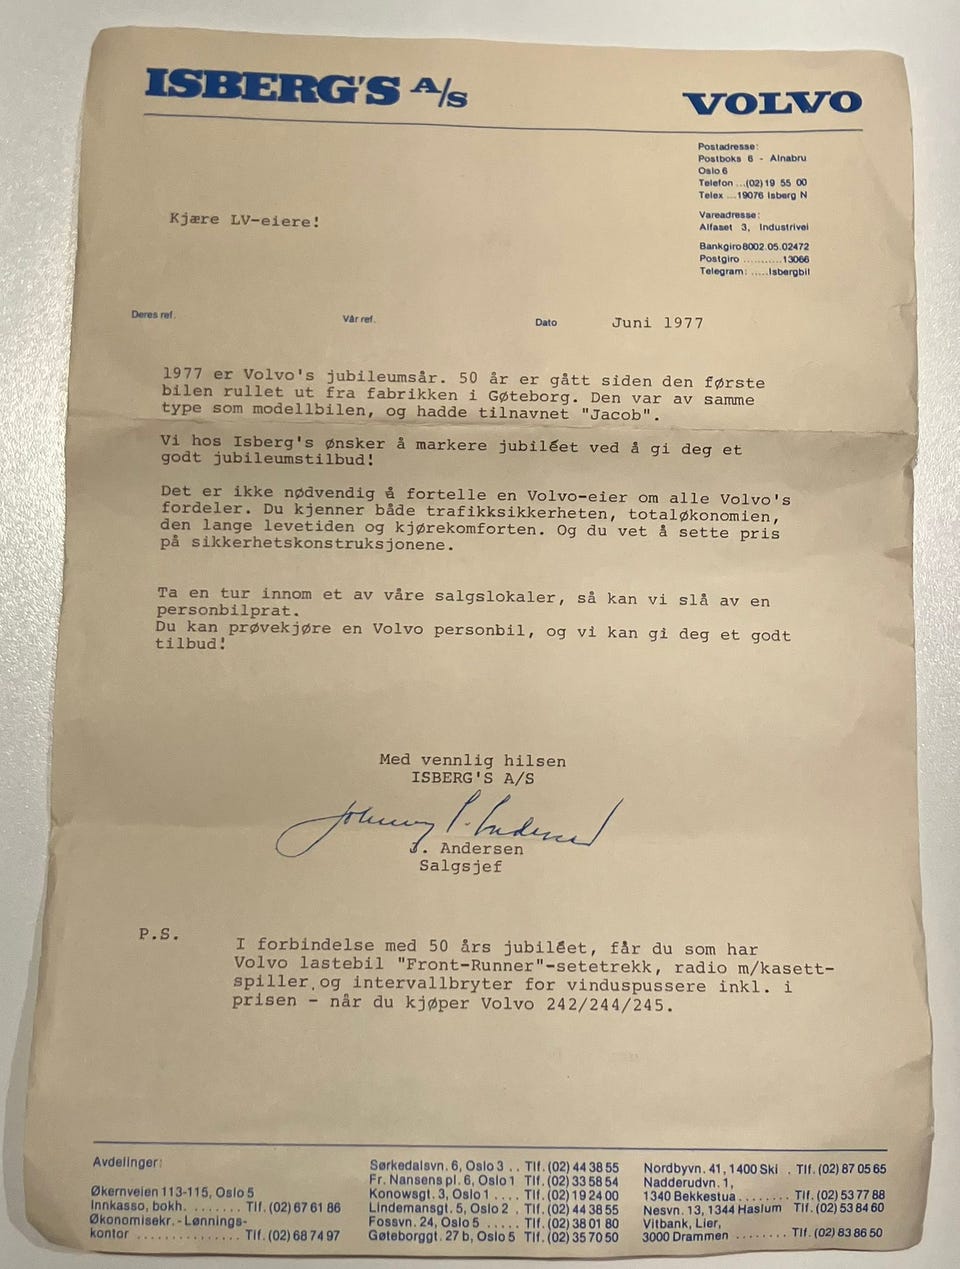 ISBERG'S A/S
VOLVO
Postadresse:
Postboks 6 - Alnabru
Oslo 6
Telefon ...(02) 19 55 00
Telex ...19076 Isberg N
Vareadresse:
Alfaset 3, Industrivei
Bankgiro 8002.05.02472
Postgiro ...........13066
Telegram: .....Isbergbil
Kjære LV-eiere!
Deres ref.
Vår ref.
Dato Juni 1977
1977 er Volvo's jubileumsår. 50 år er gått siden den første
bilen rullet ut fra fabrikken i Gøteborg. Den var av samme
type som modellbilen, og hadde tilnavnet "Jacob".
Vi hos Isberg's ønsker å markere jubiléet ved å gi deg et
godt jubileumstilbud!
Det er ikke nødvendig å fortelle en Volvo-eier om alle Volvo's
fordeler. Du kjenner både trafikksikkerheten, totaløkonomien,
den lange levetiden og kjørekomforten. Og du vet å sette pris
på sikkerhetskonstruksjonene.
Ta en tur innom et av våre salgslokaler, så kan vi slå av en
personbilprat.
Du kan prøvekjøre en Volvo personbil, og vi kan gi deg et godt
tilbud!
Med vennlig hilsen
ISBERG'S A/S
Johnny S. Andersen
J. Andersen
Salgsjef
P.S.
I forbindelse med 50 års jubiléet, får du som har
Volvo lastebil "Front-Runner"-setetrekk, radio m/kasett-
spiller, og intervallbryter for vinduspussere inkl. i
prisen - når du kjøper Volvo 242/244/245.
Avdelinger:
Økernveien 113-115, Oslo 5
Innkasso, bokh. ........ Tlf. (02) 67 61 86
Økonomisekr. - Lønnings-
kontor ............... Tlf. (02) 68 74 97
Sørkedalsvn. 6, Oslo 3 .. Tlf. (02) 44 38 55
Fr. Nansens pl. 6, Oslo 1 Tlf. (02) 33 58 54
Konowsgt. 3, Oslo 1 .... Tlf. (02) 19 24 00
Lindemansgt. 5, Oslo 2 . Tlf. (02) 44 38 55
Fossvn. 24, Oslo 5 ..... Tlf. (02) 38 01 80
Gøteborggt. 27 b, Oslo 5 Tlf. (02) 35 70 50
Nordbyvn. 41, 1400 Ski . Tlf. (02) 87 05 65
Nadderudvn. 1,
1340 Bekkestua ........ Tlf. (02) 53 77 88
Nesvn. 13, 1344 Haslum Tlf. (02) 53 84 60
Vitbank, Lier,
3000 Drammen ........ Tlf. (02) 83 86 50